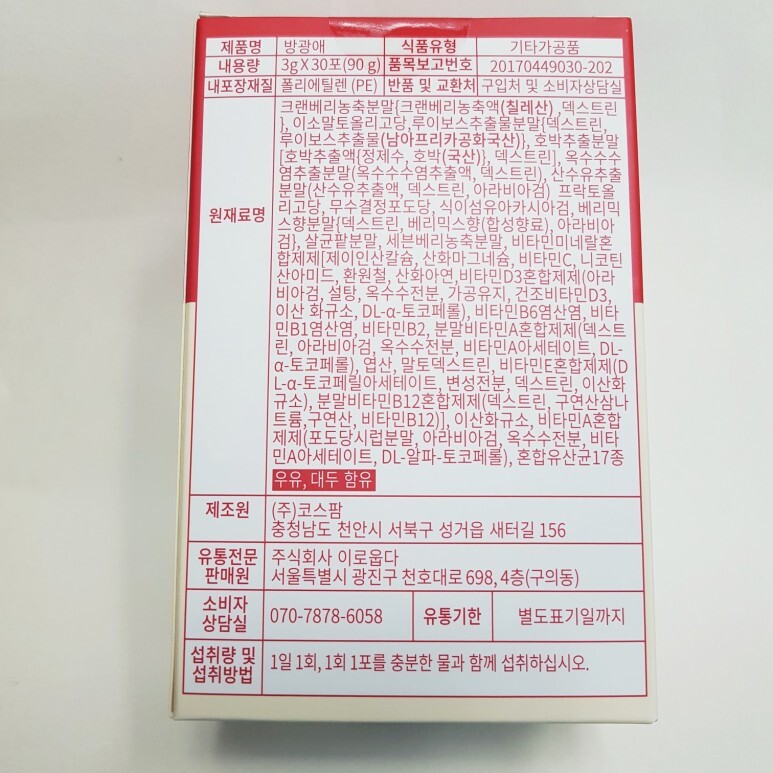 제품명 방광애 식품유형 기타가공품
내용량 3g X 30포(90 g) 품목보고번호 20170449030-202
내포장재질 폴리에틸렌 (PE) 반품 및 교환처 구입처 및 소비자상담실
원재료명
크랜베리농축분말{크랜베리농축액(칠레산), 덱스트린
}, 이소말토올리고당,루이보스추출물분말{덱스트린,
루이보스추출물(남아프리카공화국산)}, 호박추출분말
[호박추출액{정제수, 호박(국산)}, 덱스트린], 옥수수수
염추출분말(옥수수수염추출액, 덱스트린), 산수유추출
분말(산수유추출액, 덱스트린, 아라비아검) 프락토올
리고당, 무수결정포도당, 식이섬유아카시아검, 베리믹
스향분말{덱스트린, 베리믹스향(합성향료), 아라비아
검}, 살균팥분말, 세븐베리농축분말, 비타민미네랄혼
합제제[제이인산칼슘, 산화마그네슘, 비타민C, 니코틴
산아미드, 환원철, 산화아연,비타민D3혼합제제(아라
비아검, 설탕, 옥수수전분, 가공유지, 건조비타민D3,
이산 화규소, DL-α-토코페롤), 비타민B6염산염, 비타
민B1염산염, 비타민B2, 분말비타민A혼합제제(덱스트
린, 아라비아검, 옥수수전분, 비타민A아세테이트, DL-
α-토코페롤), 엽산, 말토덱스트린, 비타민E혼합제제(D
L-α-토코페릴아세테이트, 변성전분, 덱스트린, 이산화
규소), 분말비타민B12혼합제제(덱스트린, 구연산삼나
트륨,구연산, 비타민B12)], 이산화규소, 비타민A혼합
제제(포도당시럽분말, 아라비아검, 옥수수전분, 비타
민A아세테이트, DL-알파-토코페롤), 혼합유산균17종
우유, 대두 함유
제조원 (주)코스팜
충청남도 천안시 서북구 성거읍 새터길 156
유통전문 주식회사 이로웁다
판매원 서울특별시 광진구 천호대로 698, 4층(구의동)
소비자
상담실 070-7878-6058 유통기한 별도표기일까지
섭취량 및
섭취방법 1일 1회, 1회 1포를 충분한 물과 함께 섭취하십시오.